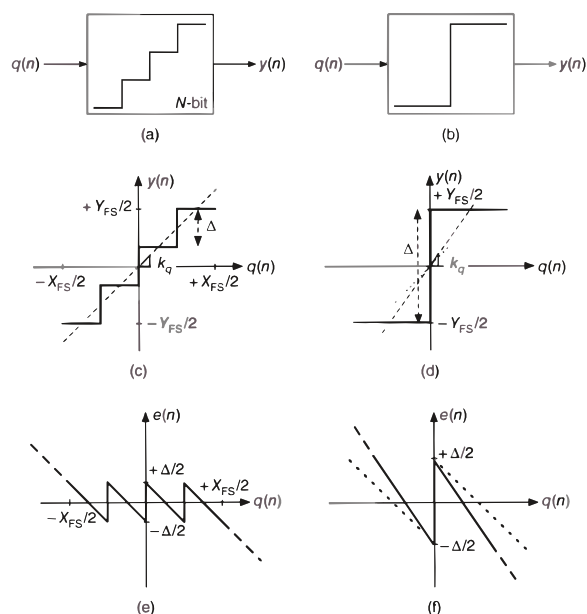 q(n)
N-bit
y(n)
(a)
q(n)
y(n)
(b)
y(n)
+ Y_FS/2
Δ
k_q
q(n)
− X_FS/2
+ X_FS/2
− Y_FS/2
(c)
y(n)
+ Y_FS/2
Δ
k_q
q(n)
− Y_FS/2
(d)
e(n)
+ Δ/2
+ X_FS/2
q(n)
− X_FS/2
− Δ/2
(e)
e(n)
+ Δ/2
q(n)
− Δ/2
(f)